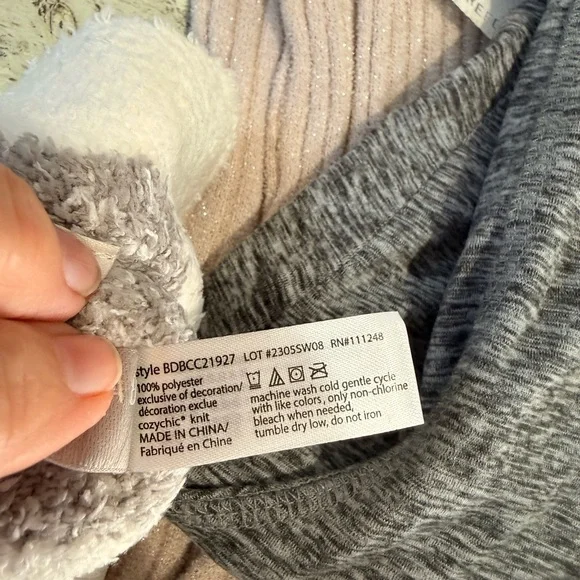 style BDBCC21927 LOT #2305SW08 RN#111248
100% polyester
exclusive of decoration/
décoration exclue
cozychic® knit
MADE IN CHINA/
Fabriqué en Chine
machine wash cold gentle cycle
with like colors, only non-chlorine
bleach when needed,
tumble dry low, do not iron